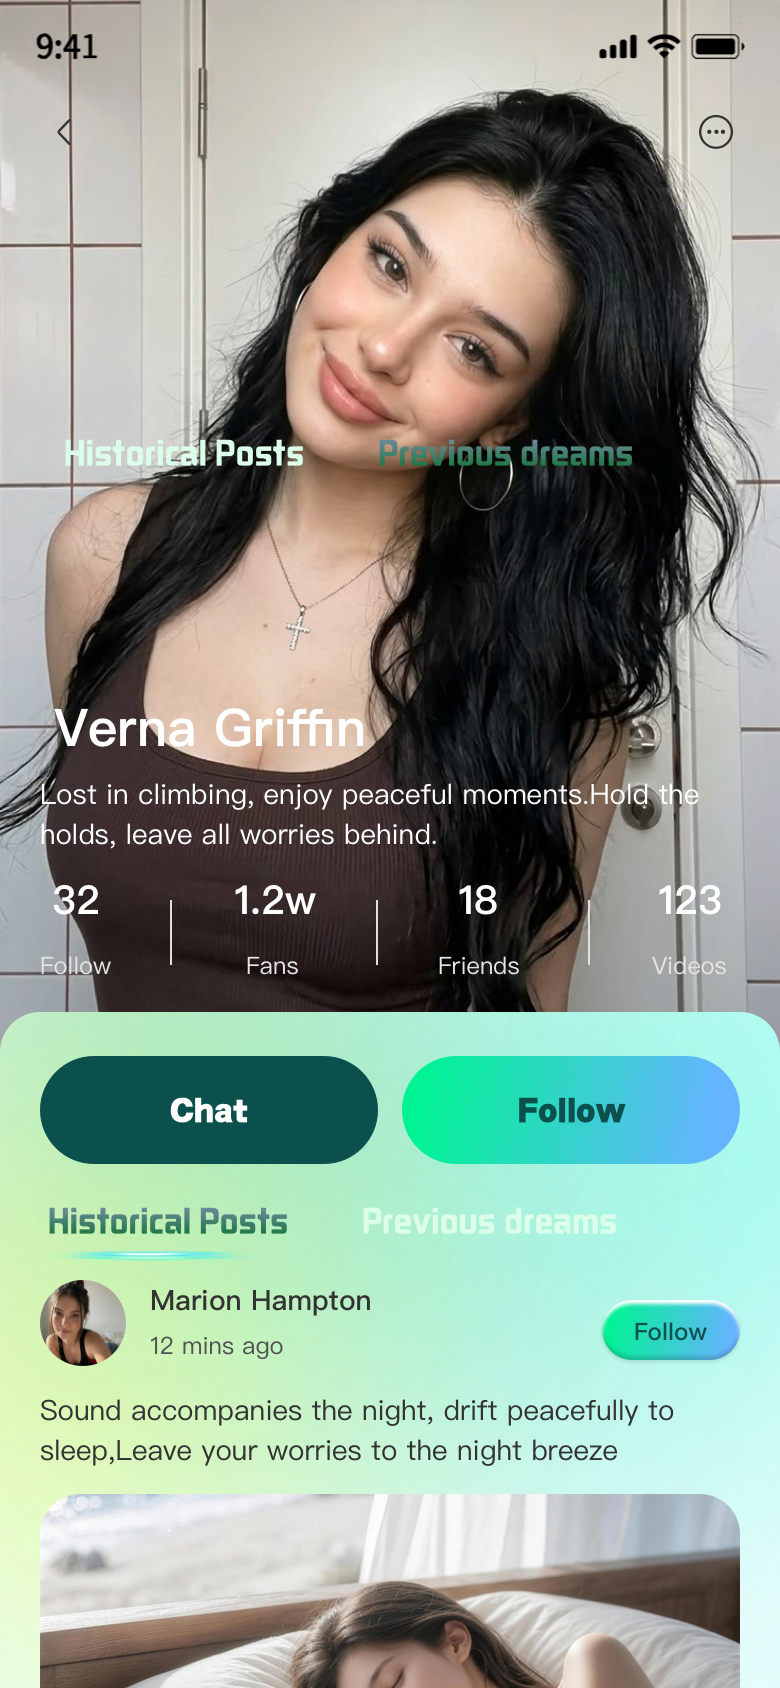 9:41
Historical Posts
Previous dreams
Verna Griffin
Lost in climbing, enjoy peaceful moments.Hold the
holds, leave all worries behind.
32
1.2w
18
123
Follow
Fans
Friends
Videos
Chat
Follow
Historical Posts
Previous dreams
Marion Hampton
12 mins ago
Follow
Sound accompanies the night, drift peacefully to
sleep,Leave your worries to the night breeze